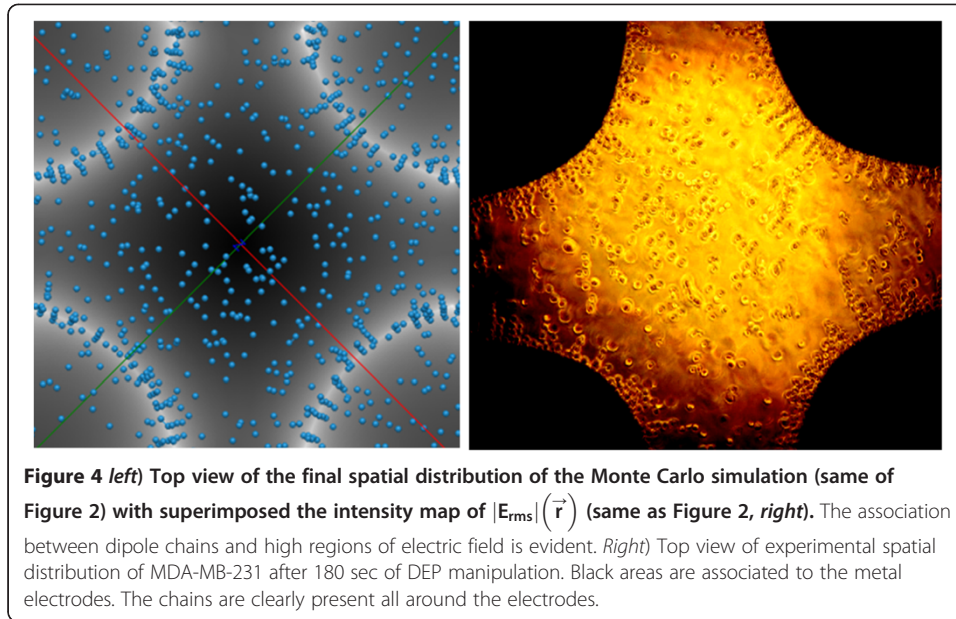 Figure 4 left) Top view of the final spatial distribution of the Monte Carlo simulation (same of
Figure 2) with superimposed the intensity map of |E_rms|(r⃗) (same as Figure 2, right). The association
between dipole chains and high regions of electric field is evident. Right) Top view of experimental spatial
distribution of MDA-MB-231 after 180 sec of DEP manipulation. Black areas are associated to the metal
electrodes. The chains are clearly present all around the electrodes.